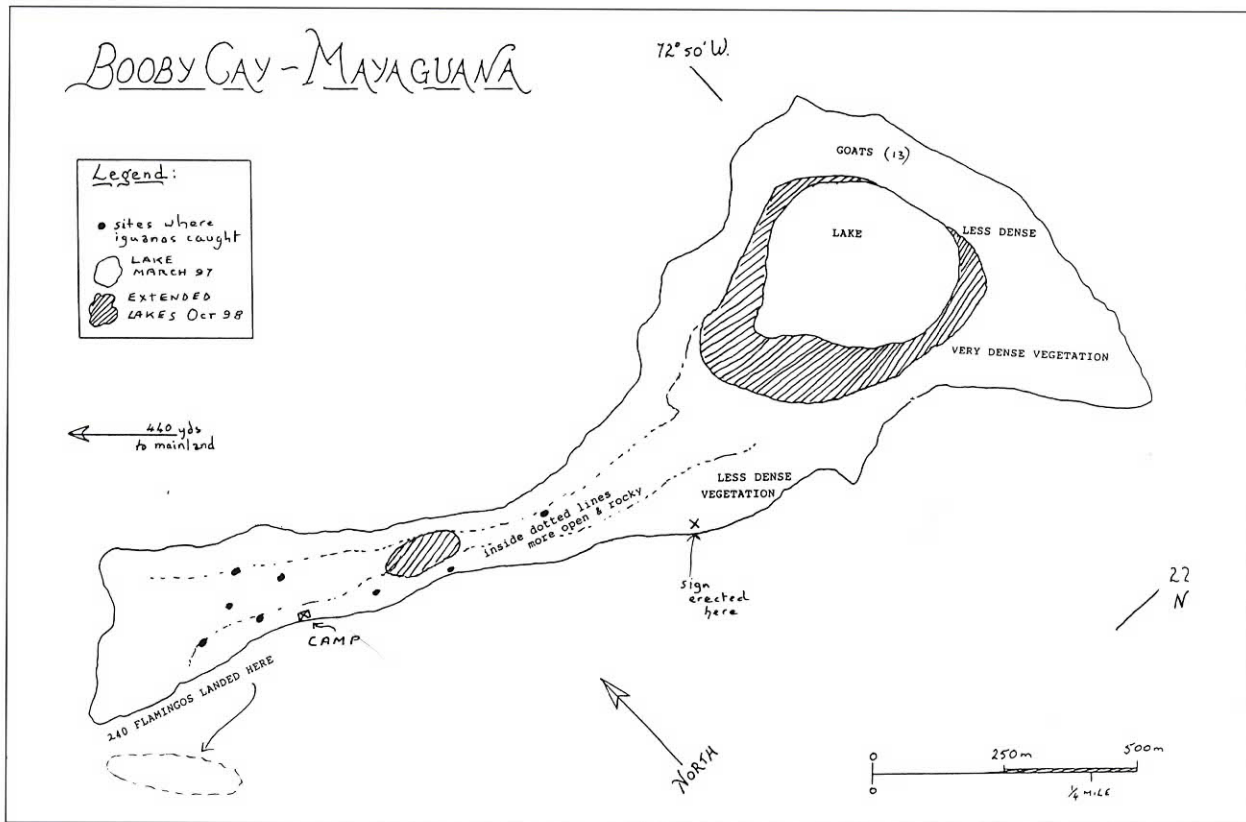 BOOBY CAY - MAYAGUANA
72° 50' W.
Legend:
sites where
iguanas caught
LAKE
MARCH 97
EXTENDED
LAKES Oct 98
GOATS (13)
LAKE
LESS DENSE
VERY DENSE VEGETATION
440 yds
to mainland
LESS DENSE
VEGETATION
inside dotted lines
more open & rocky
X
sign
erected
here
22
N
CAMP
240 FLAMINGOS LANDED HERE
NORTH
0
250m
500m
0
1/4 MILE